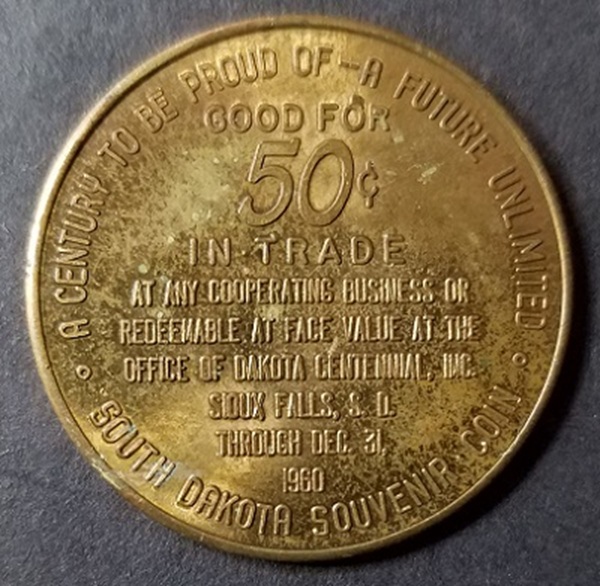 A CENTURY TO BE PROUD OF — A FUTURE UNLIMITED
GOOD FOR
50¢
IN TRADE
AT ANY COOPERATING BUSINESS OR
REDEEMABLE AT FACE VALUE AT THE
OFFICE OF DAKOTA CENTENNIAL, INC.
SIOUX FALLS, S. D.
THROUGH DEC. 31,
1960
SOUTH DAKOTA SOUVENIR COIN